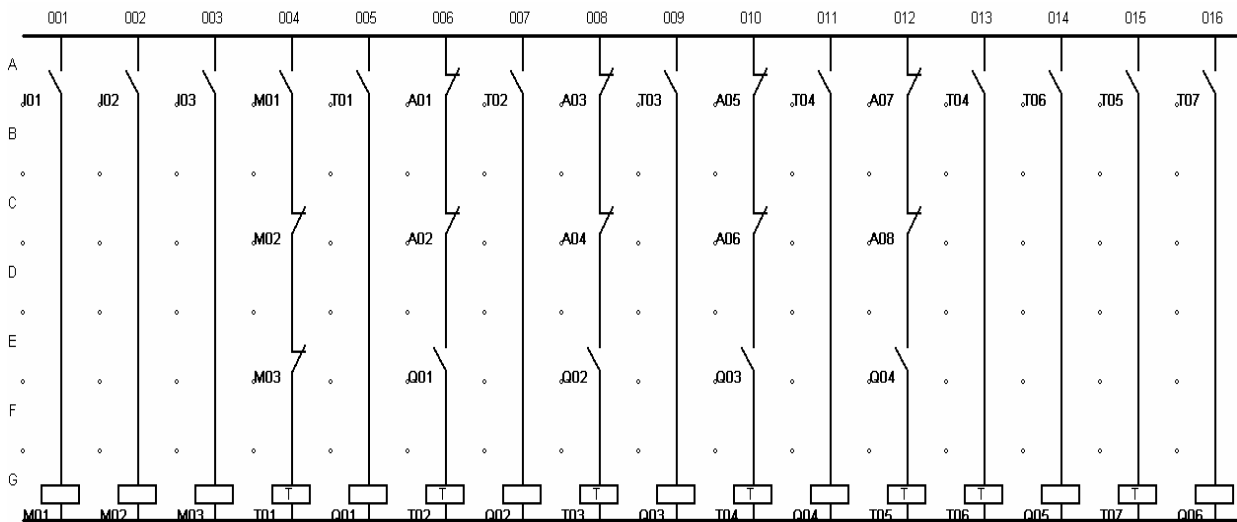 001 002 003 004 005 006 007 008 009 010 011 012 013 014 015 016
A
I01 I02 I03 M01 T01 A01 T02 A03 T03 A05 T04 A07 T04 T06 T05 T07
B
C
M02 A02 A04 A06 A08
D
E
M03 Q01 Q02 Q03 Q04
F
G
T T T T T T T
M01 M02 M03 T01 Q01 T02 Q02 T03 Q03 T04 Q04 T05 T06 Q05 T07 Q06